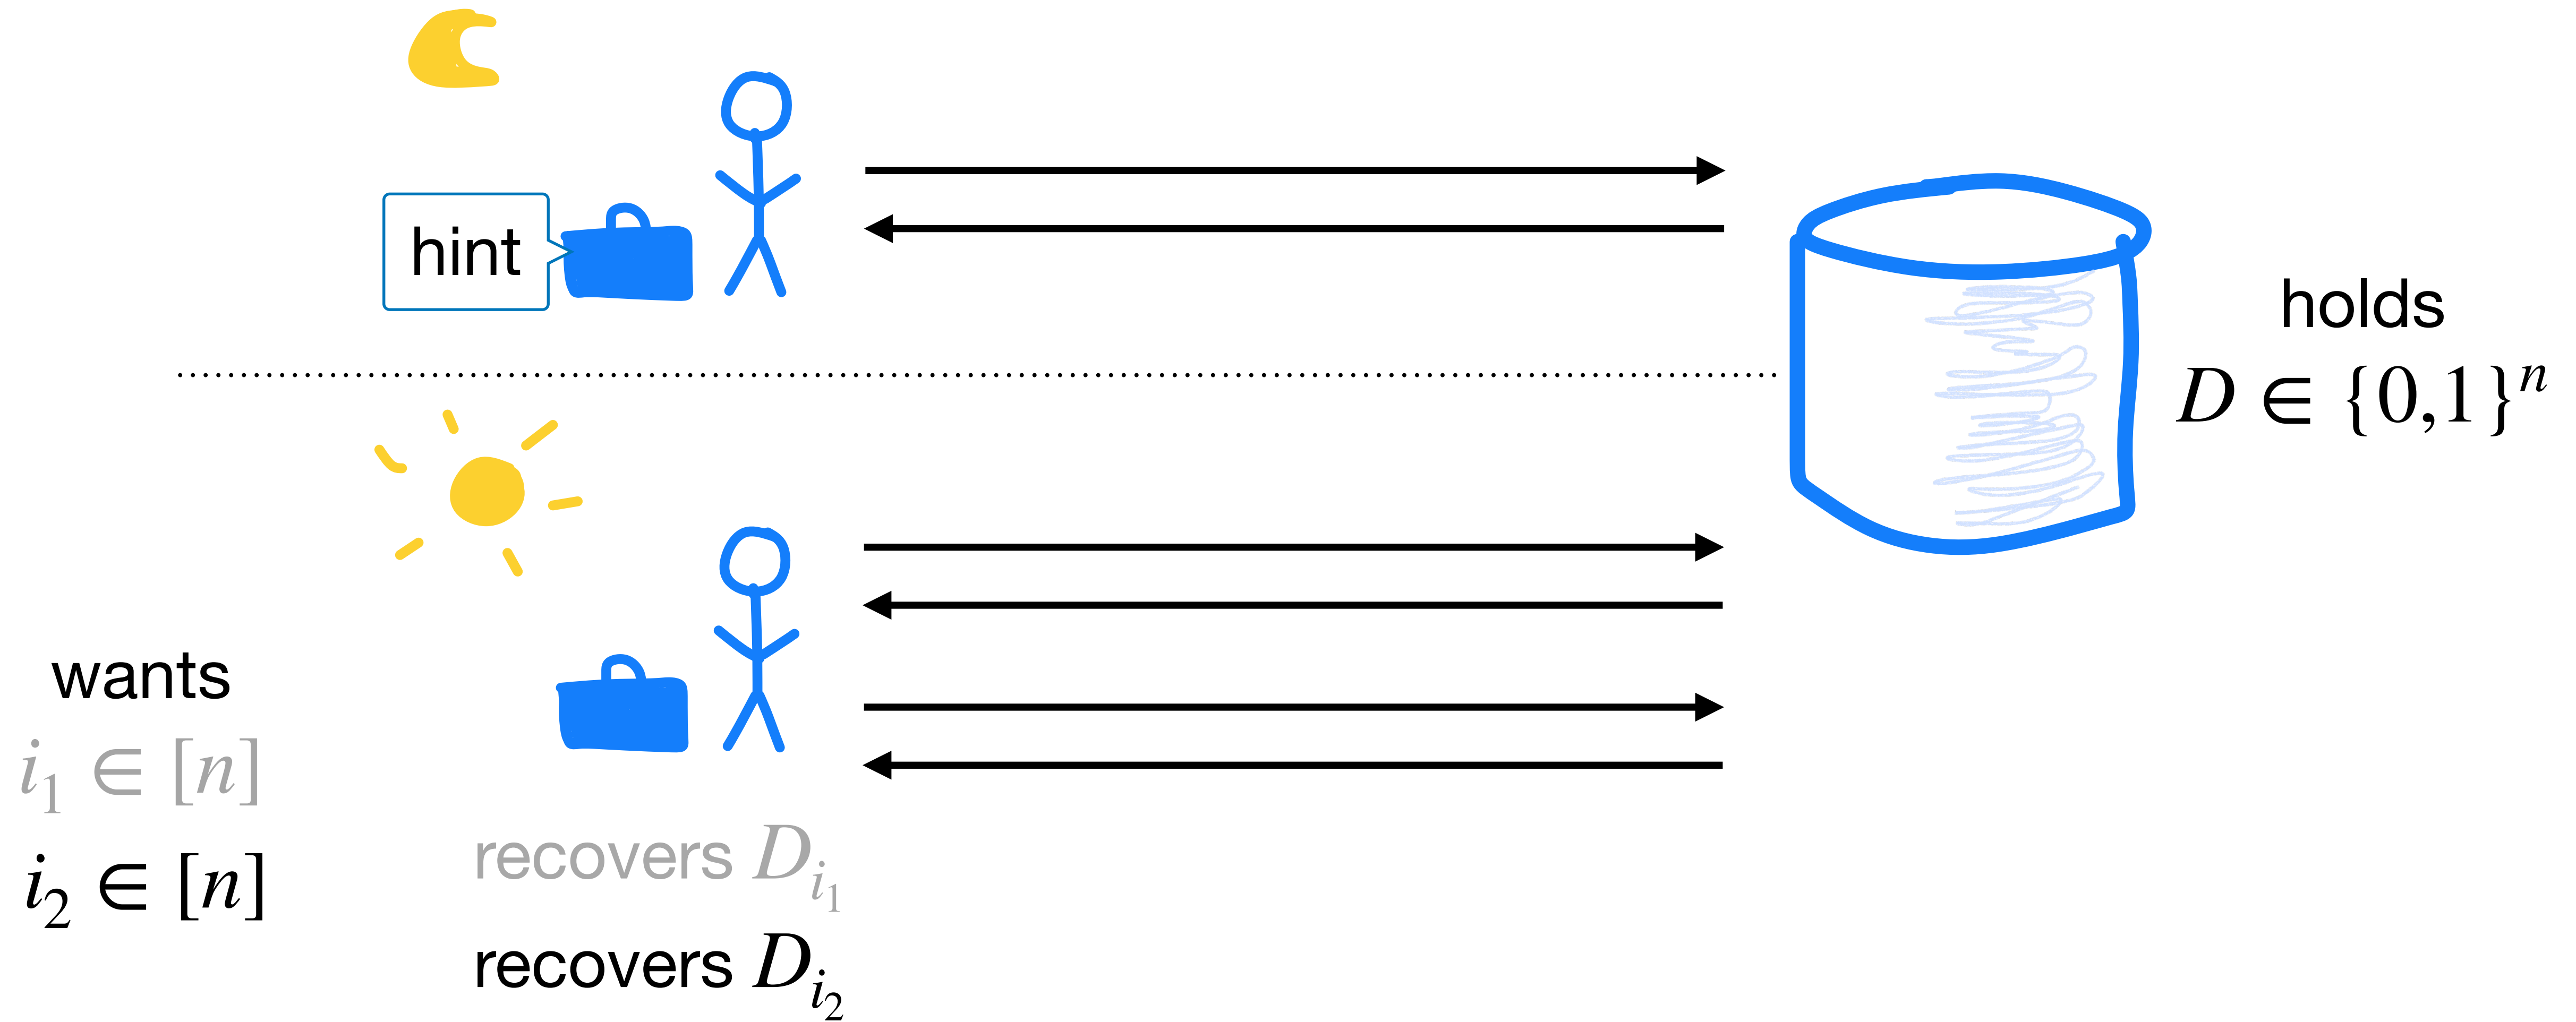 hint
holds
D ∈ {0,1}ⁿ
wants
i₁ ∈ [n]
i₂ ∈ [n]
recovers D_{i₁}
recovers D_{i₂}